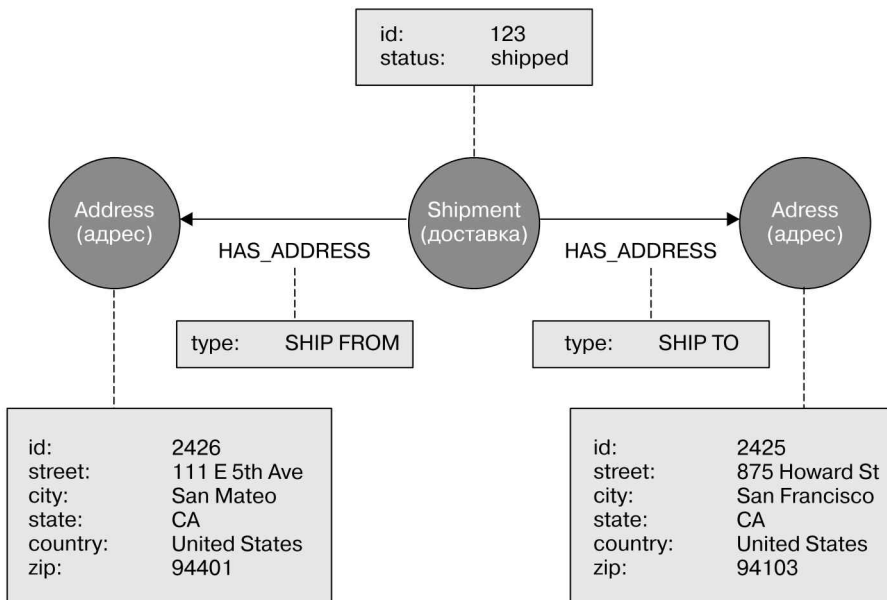 id: 123
status: shipped
Address
(адрес)
Shipment
(доставка)
Adress
(адрес)
HAS_ADDRESS
HAS_ADDRESS
type: SHIP FROM
type: SHIP TO
id: 2426
street: 111 E 5th Ave
city: San Mateo
state: CA
country: United States
zip: 94401
id: 2425
street: 875 Howard St
city: San Francisco
state: CA
country: United States
zip: 94103